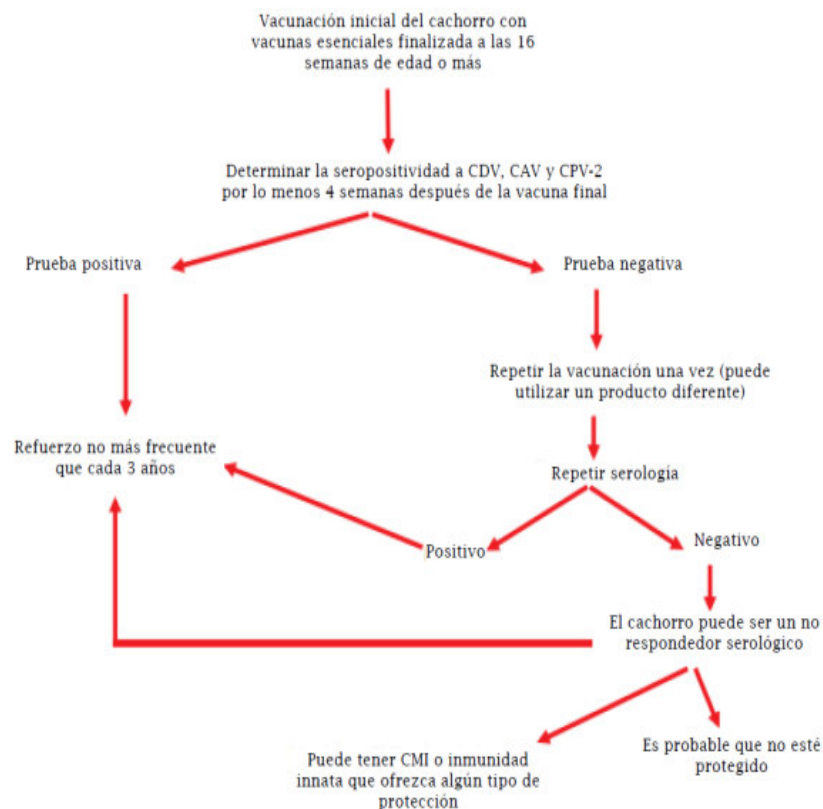 Vacunación inicial del cachorro con
vacunas esenciales finalizada a las 16
semanas de edad o más
Determinar la seropositividad a CDV, CAV y CPV-2
por lo menos 4 semanas después de la vacuna final
Prueba positiva
Prueba negativa
Repetir la vacunación una vez (puede
utilizar un producto diferente)
Refuerzo no más frecuente
que cada 3 años
Repetir serología
Positivo
Negativo
El cachorro puede ser un no
respondedor serológico
Puede tener CMI o inmunidad
innata que ofrezca algún tipo de
protección
Es probable que no esté
protegido